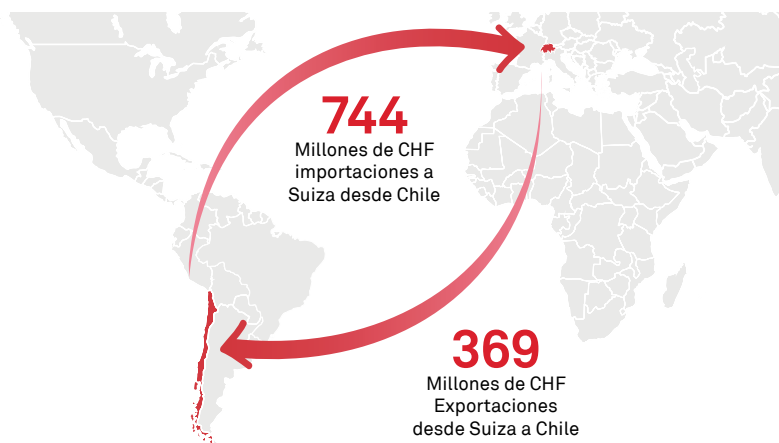 744
Millones de CHF
importaciones a
Suiza desde Chile
369
Millones de CHF
Exportaciones
desde Suiza a Chile